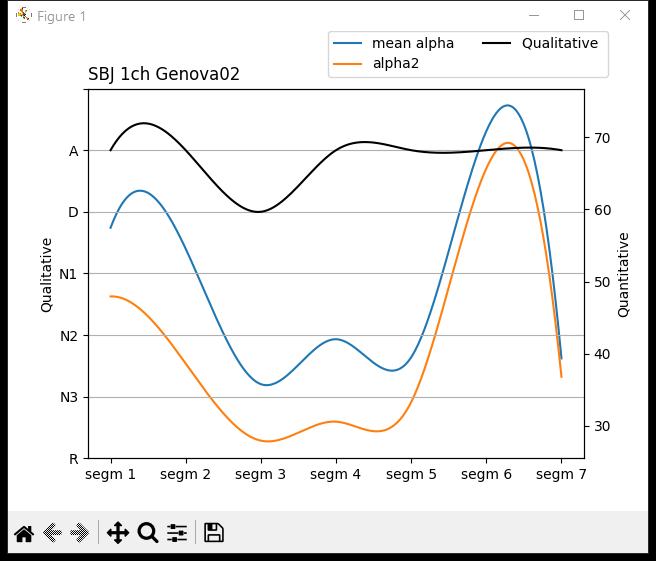 Figure 1
mean alpha
alpha2
Qualitative
SBJ 1ch Genova02
A
D
N1
N2
N3
R
Qualitative
70
60
50
40
30
Quantitative
segm 1 segm 2 segm 3 segm 4 segm 5 segm 6 segm 7